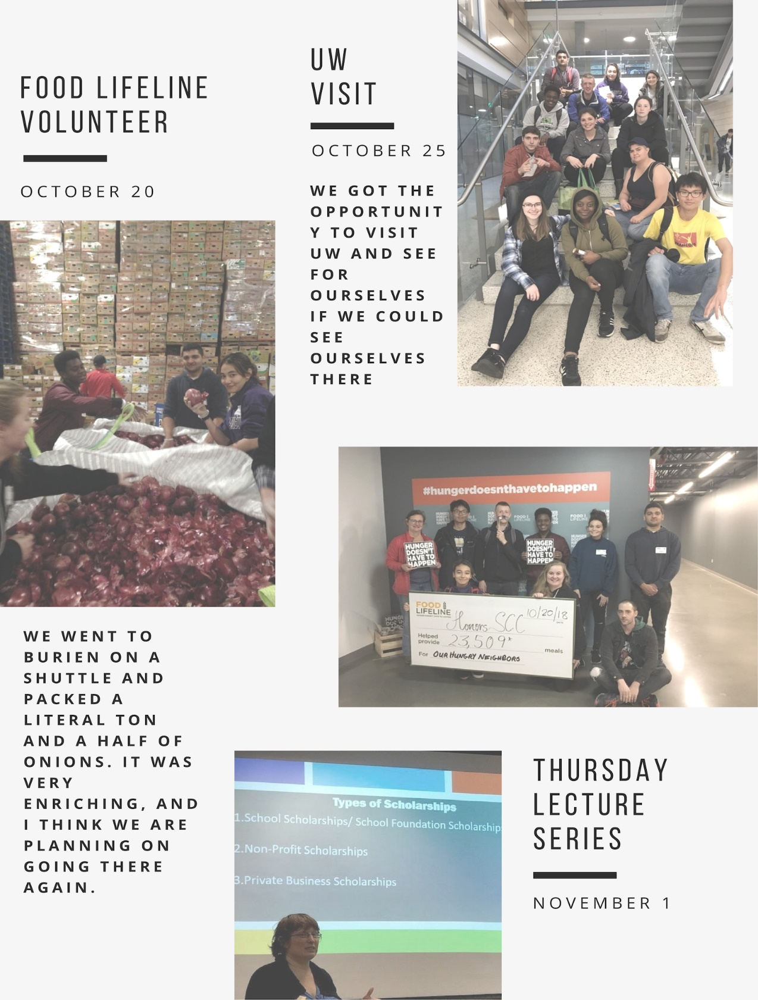 FOOD LIFELINE
VOLUNTEER
OCTOBER 20
WE WENT TO
BURIEN ON A
SHUTTLE AND
PACKED A
LITERAL TON
AND A HALF OF
ONIONS. IT WAS
VERY
ENRICHING, AND
I THINK WE ARE
PLANNING ON
GOING THERE
AGAIN.
UW
VISIT
OCTOBER 25
WE GOT THE
OPPORTUNIT
Y TO VISIT
UW AND SEE
FOR
OURSELVES
IF WE COULD
SEE
OURSELVES
THERE
FRANCOIS
#hungerdoesnthavetohappen
FOOD LIFELINE
HUNGER
DOESN'T
HAVE TO
HAPPEN
HUNGER
DOESN'T
HAVE TO
HAPPEN
FOOD
LIFELINE
10/20/18
DATE
Honors SCC
Helped
provide 23,509* meals
For OUR HUNGRY NEIGHBORS
Types of Scholarships
1.School Scholarships/ School Foundation Scholarship
2.Non-Profit Scholarships
3.Private Business Scholarships
THURSDAY
LECTURE
SERIES
NOVEMBER 1